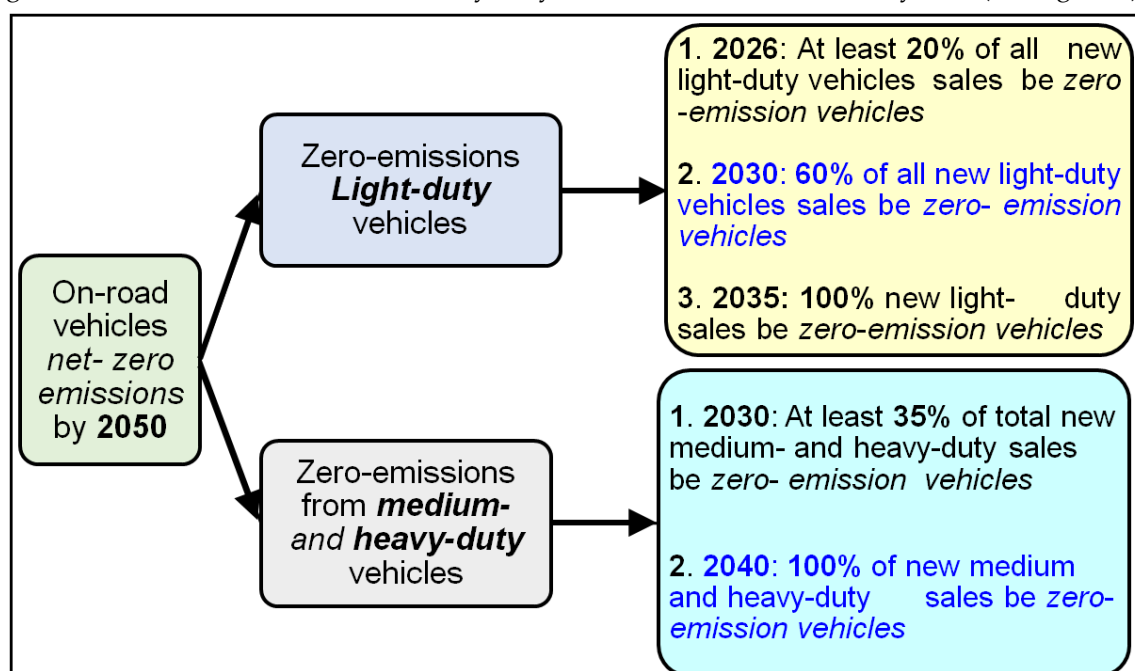 On-road
vehicles
net- zero
emissions
by 2050
Zero-emissions
Light-duty
vehicles
1. 2026: At least 20% of all new
light-duty vehicles sales be zero
-emission vehicles
2. 2030: 60% of all new light-duty
vehicles sales be zero- emission
vehicles
3. 2035: 100% new light- duty
sales be zero-emission vehicles
Zero-emissions
from medium-
and heavy-duty
vehicles
1. 2030: At least 35% of total new
medium- and heavy-duty sales
be zero- emission vehicles
2. 2040: 100% of new medium
and heavy-duty sales be zero-
emission vehicles